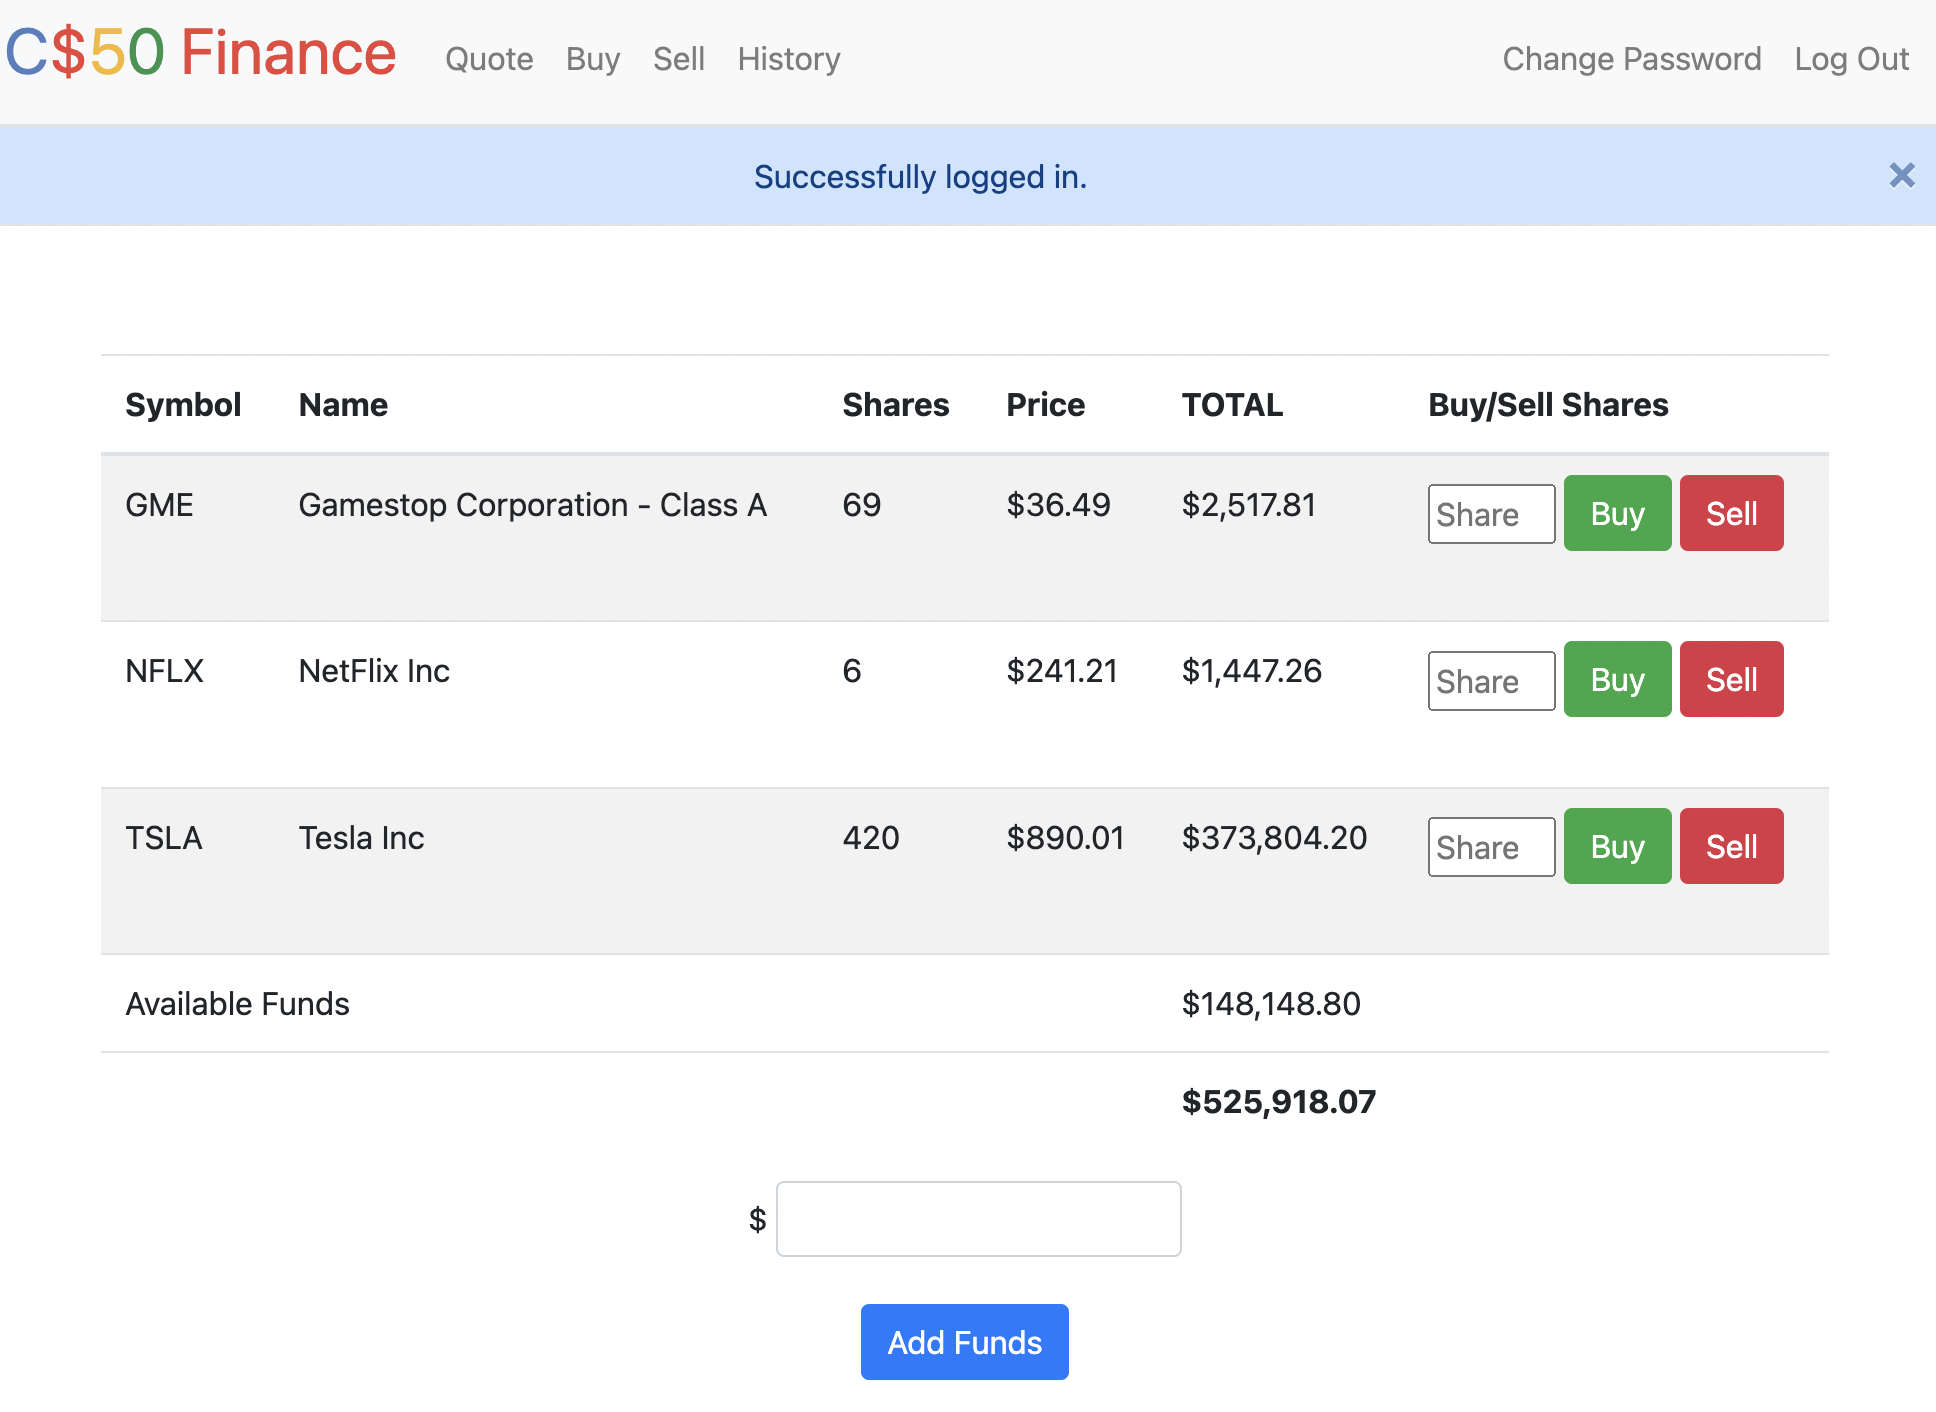 C$50 Finance Quote Buy Sell History Change Password Log Out
Successfully logged in. ×
Symbol Name Shares Price TOTAL Buy/Sell Shares
GME Gamestop Corporation - Class A 69 $36.49 $2,517.81 Share Buy Sell
NFLX NetFlix Inc 6 $241.21 $1,447.26 Share Buy Sell
TSLA Tesla Inc 420 $890.01 $373,804.20 Share Buy Sell
Available Funds $148,148.80
$525,918.07
$
Add Funds